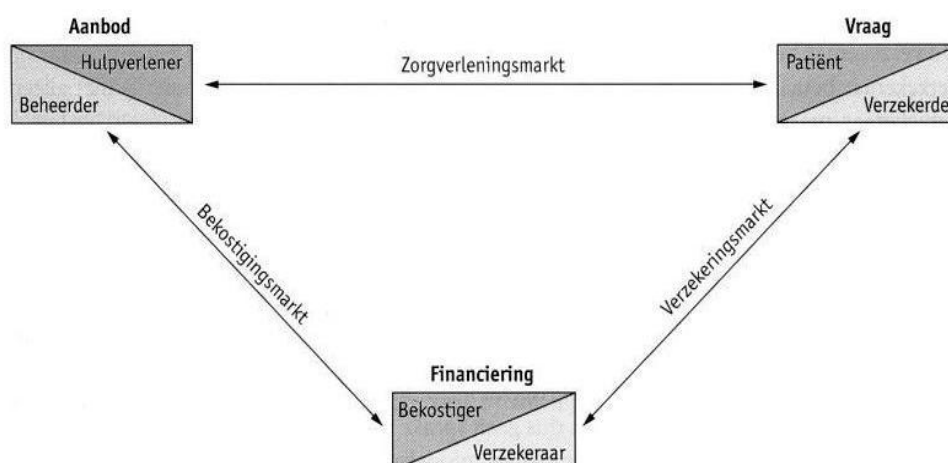 Aanbod
Vraag
Hulpverlener
Beheerder
Zorgverleningsmarkt
Patiënt
Verzekerde
Bekostigingsmarkt
Verzekeringsmarkt
Financiering
Bekostiger
Verzekeraar